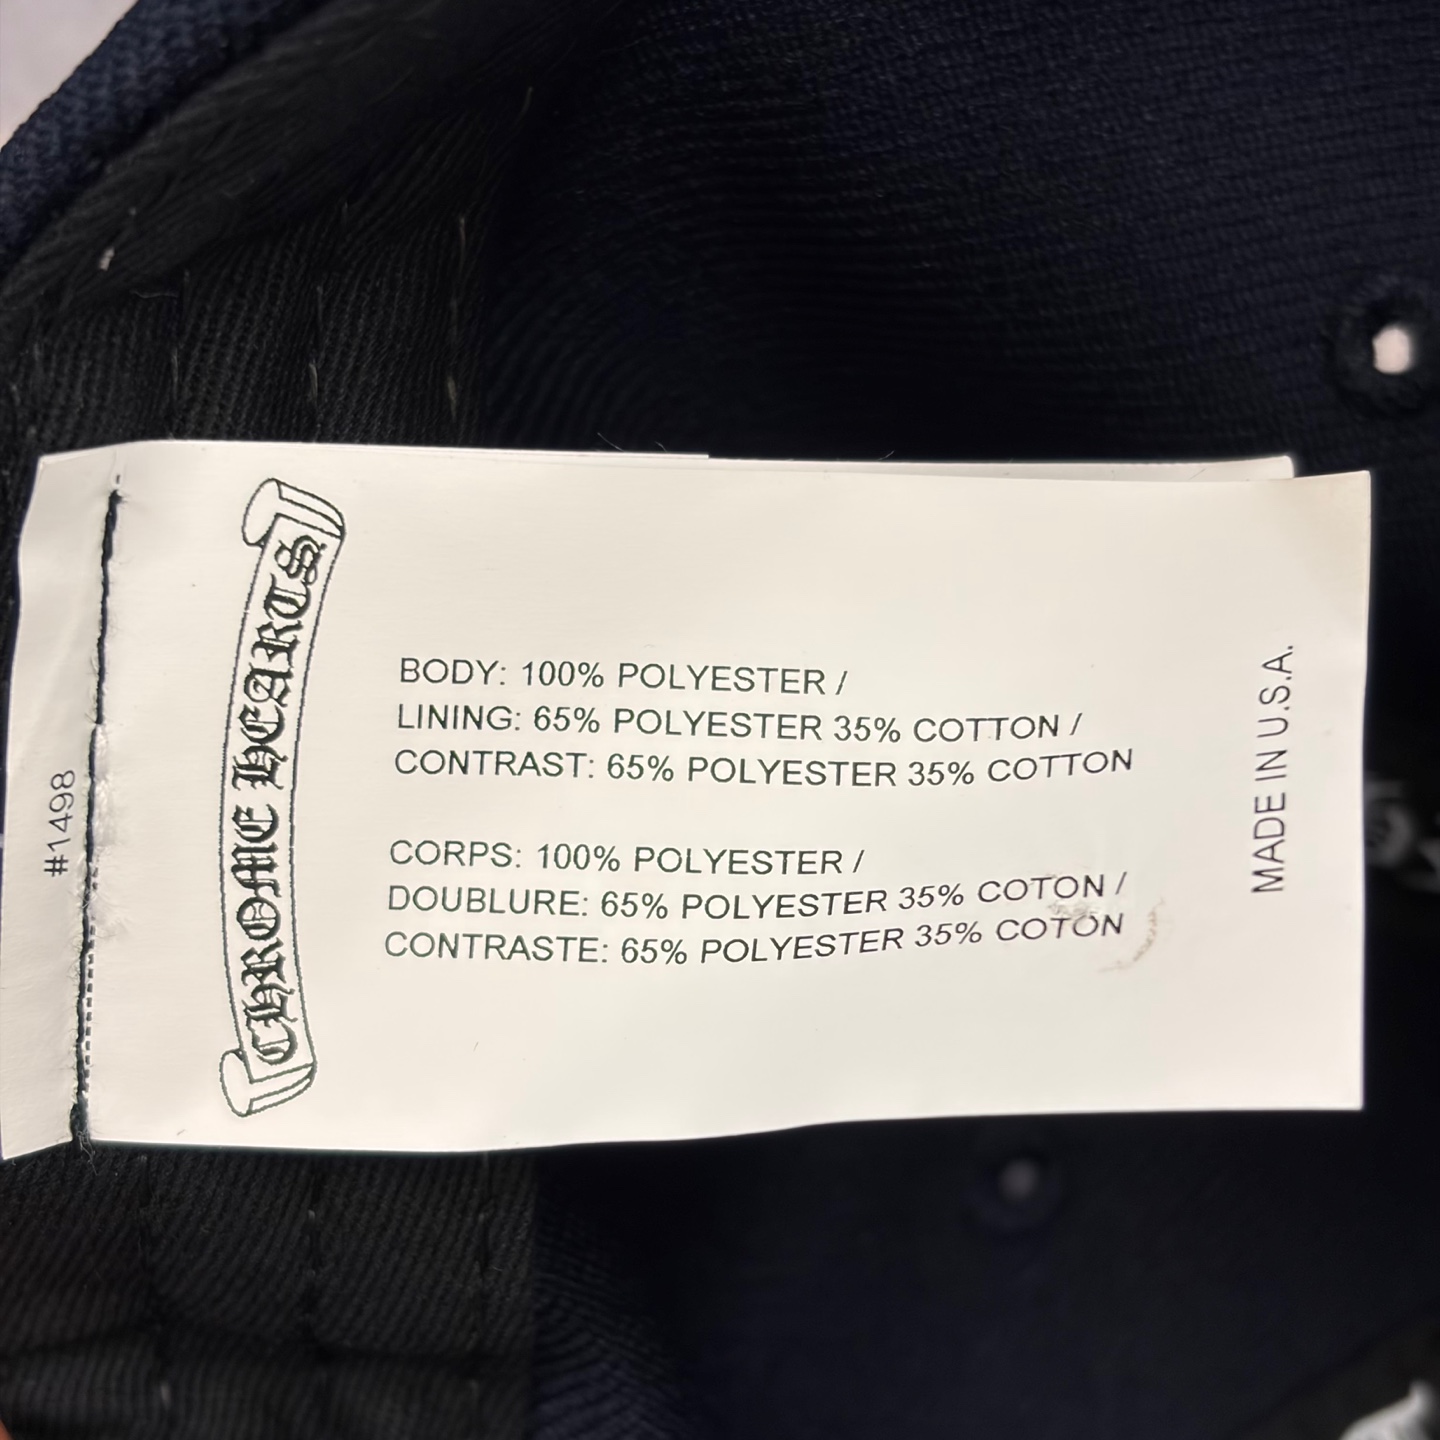 #1498
CHROME HEARTS
BODY: 100% POLYESTER /
LINING: 65% POLYESTER 35% COTTON /
CONTRAST: 65% POLYESTER 35% COTTON
CORPS: 100% POLYESTER /
DOUBLURE: 65% POLYESTER 35% COTON /
CONTRASTE: 65% POLYESTER 35% COTON
MADE IN U.S.A.